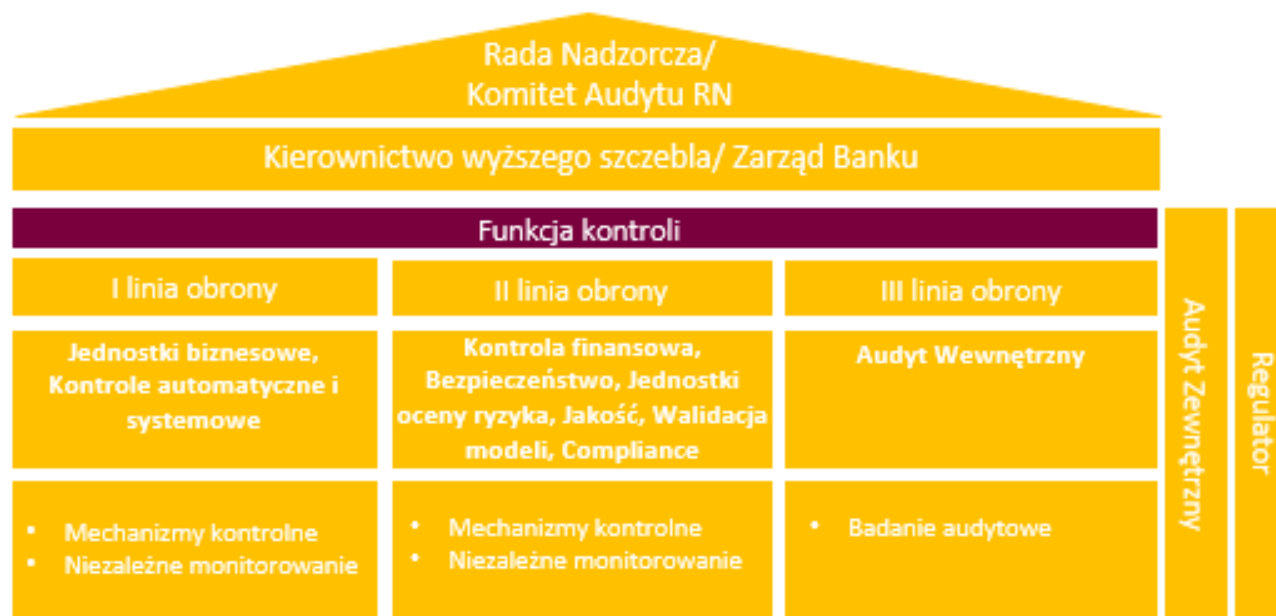 Rada Nadzorcza/
Komitet Audytu RN
Kierownictwo wyższego szczebla/ Zarząd Banku
Funkcja kontroli
I linia obrony
II linia obrony
III linia obrony
Jednostki biznesowe,
Kontrole automatyczne i
systemowe
Kontrola finansowa,
Bezpieczeństwo, Jednostki
oceny ryzyka, Jakość, Walidacja
modeli, Compliance
Audyt Wewnętrzny
• Mechanizmy kontrolne
• Niezależne monitorowanie
• Mechanizmy kontrolne
• Niezależne monitorowanie
• Badanie audytowe
Audyt Zewnętrzny
Regulator